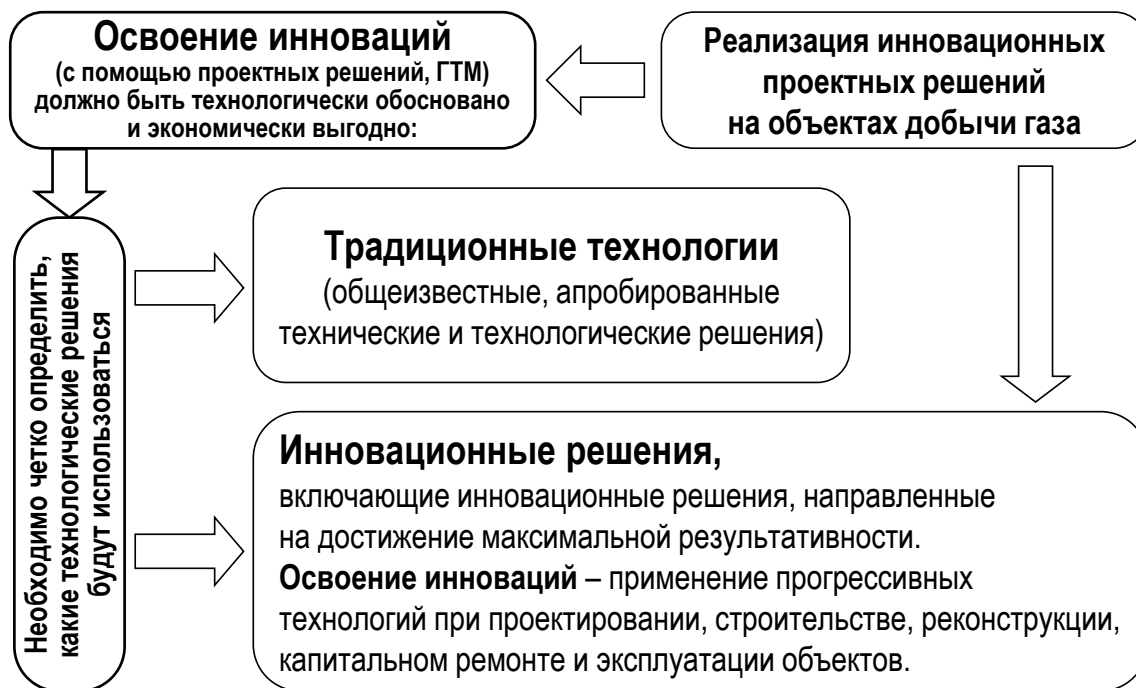 Освоение инноваций
(с помощью проектных решений, ГТМ)
должно быть технологически обосновано
и экономически выгодно:
Реализация инновационных
проектных решений
на объектах добычи газа
Необходимо четко определить,
какие технологические решения
будут использоваться
Традиционные технологии
(общеизвестные, апробированные
технические и технологические решения)
Инновационные решения,
включающие инновационные решения, направленные
на достижение максимальной результативности.
Освоение инноваций – применение прогрессивных
технологий при проектировании, строительстве, реконструкции,
капитальном ремонте и эксплуатации объектов.